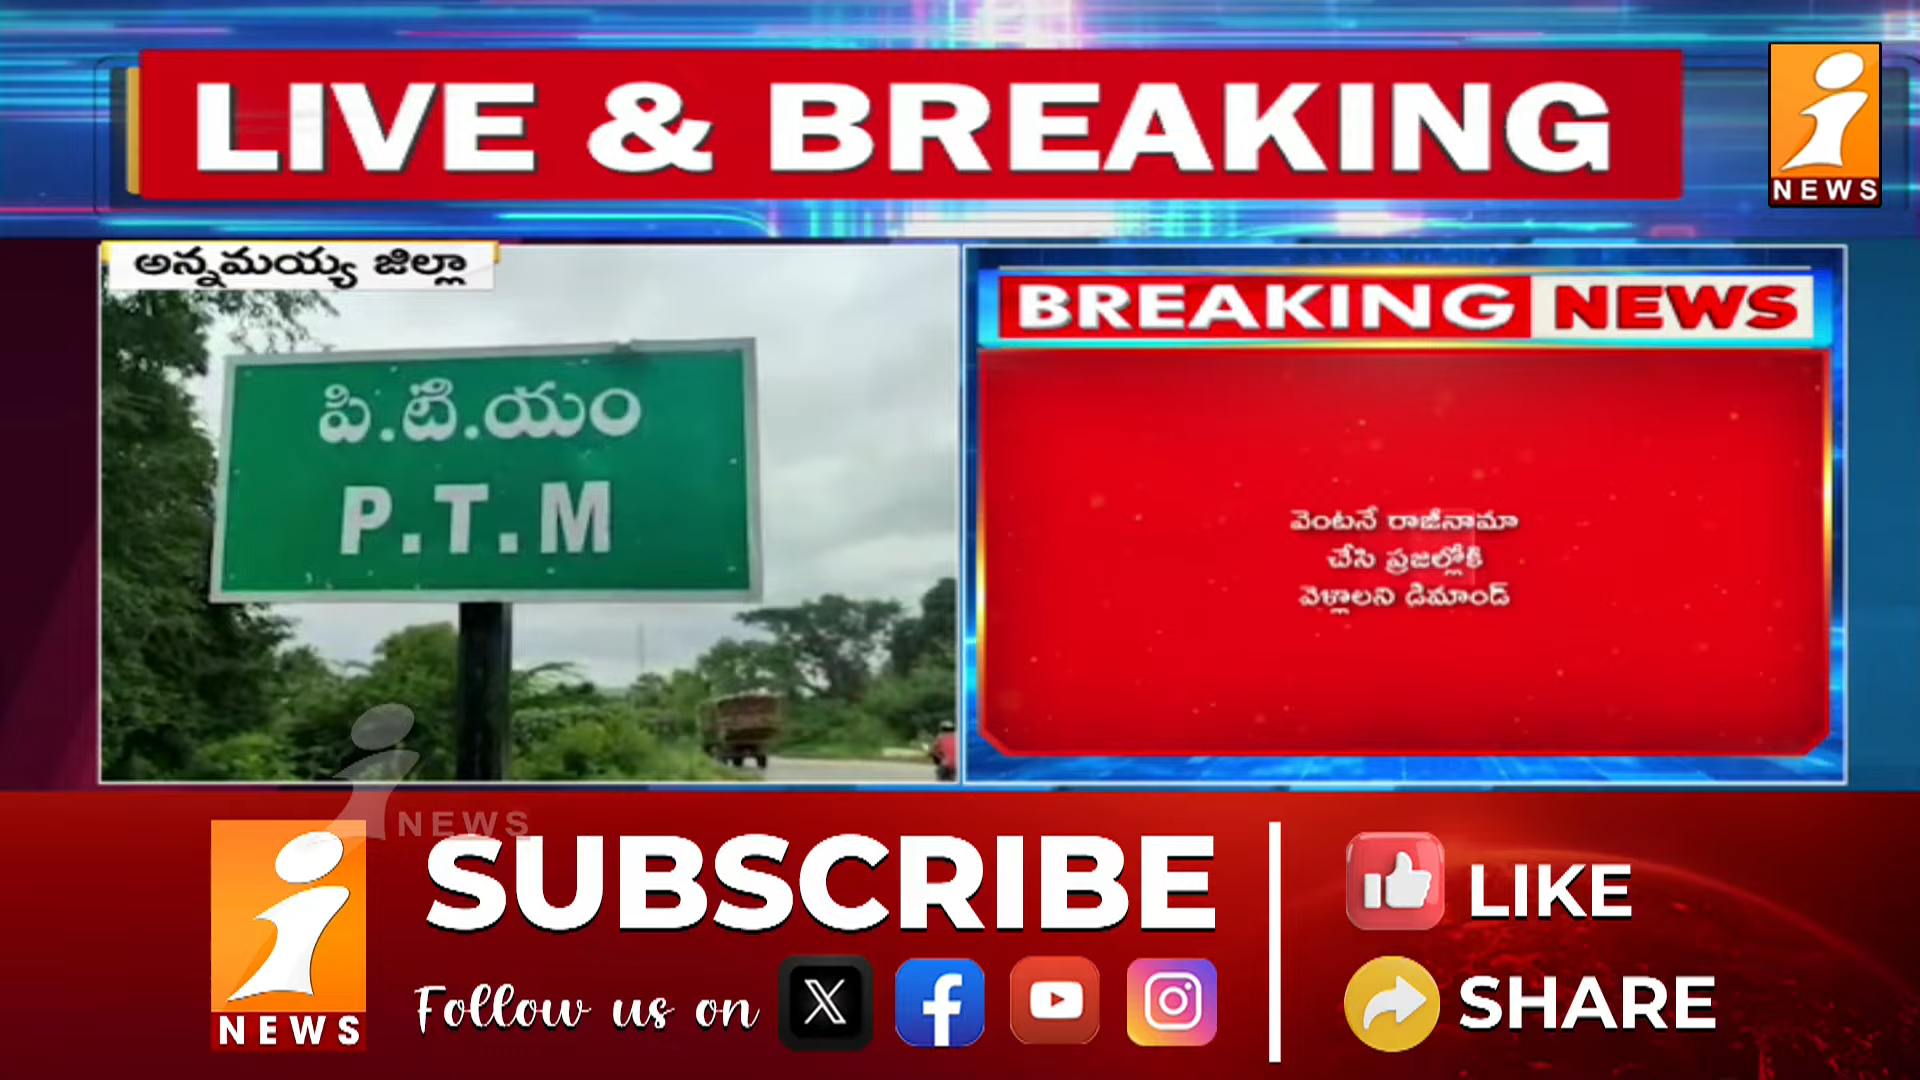 LIVE & BREAKING
i
NEWS
అన్నమయ్య జిల్లా
పి.టి.యం
P.T.M
BREAKING NEWS
వెంటనే రాజీనామా
చేసి ప్రజల్లోకి
వెళ్లాలని డిమాండ్
i
NEWS
i
NEWS
SUBSCRIBE
Follow us on
LIKE
SHARE